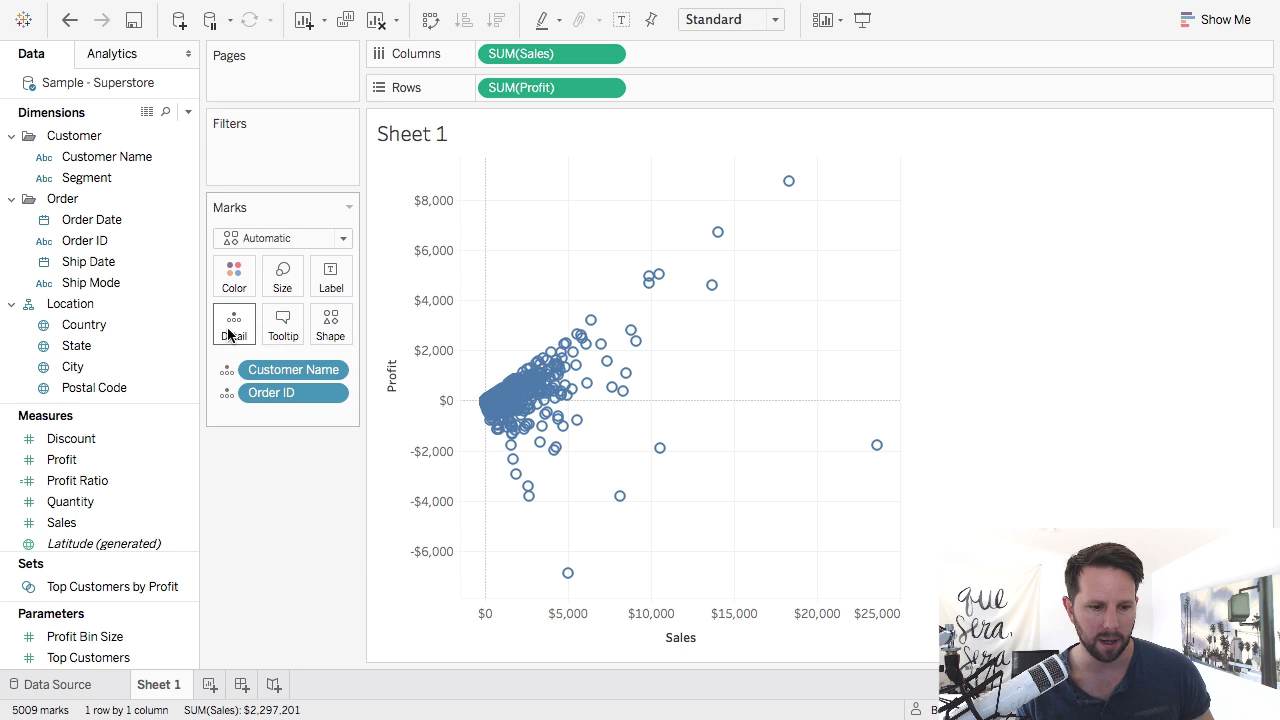 Standard
Show Me
Data
Analytics
Pages
Columns
SUM(Sales)
Sample - Superstore
Rows
SUM(Profit)
Dimensions
Filters
Customer
Sheet 1
Customer Name
Segment
Order
Marks
Order Date
Order ID
Automatic
Ship Date
Abc
Abc
Abc
Abc
Ship Mode
Color
Size
Label
Location
Country
Detail
Tooltip
Shape
State
City
Customer Name
Postal Code
Order ID
Measures
Discount
Profit
Profit Ratio
Quantity
Sales
Latitude (generated)
Sets
Top Customers by Profit
Parameters
Profit Bin Size
Top Customers
$8,000
$6,000
$4,000
$2,000
$0
-$2,000
-$4,000
-$6,000
Profit
$0
$5,000
$10,000
$15,000
$20,000
$25,000
Sales
que
Sera,
Sera
Data Source
Sheet 1
5009 marks
1 row by 1 column